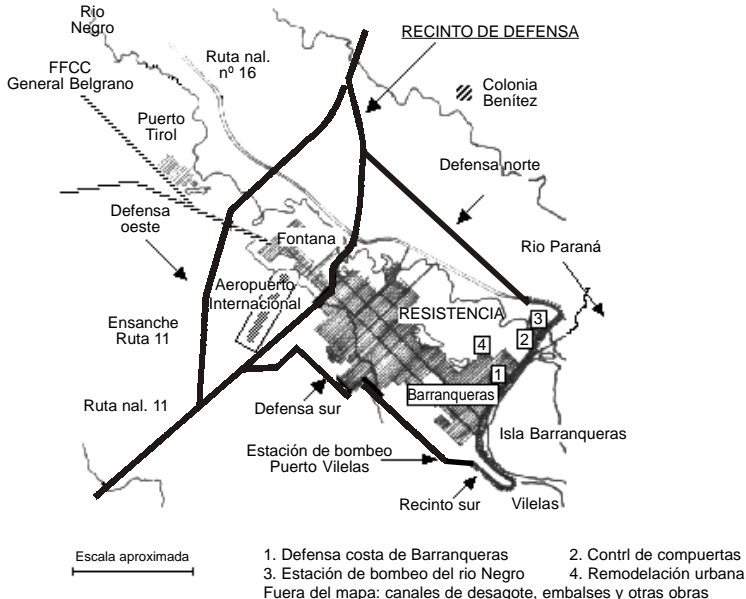 Rio
Negro
Ruta nal.
nº 16
RECINTO DE DEFENSA
FFCC
General Belgrano
Colonia
Benítez
Puerto
Tirol
Defensa norte
Defensa
oeste
Fontana
Rio Paraná
Aeropuerto
Internacional
RESISTENCIA
Ensanche
Ruta 11
3
2
4
1
Barranqueras
Ruta nal. 11
Defensa sur
Isla Barranqueras
Estación de bombeo
Puerto Vilelas
Recinto sur
Vilelas
Escala aproximada
1. Defensa costa de Barranqueras
2. Contrl de compuertas
3. Estación de bombeo del rio Negro
4. Remodelación urbana
Fuera del mapa: canales de desagote, embalses y otras obras